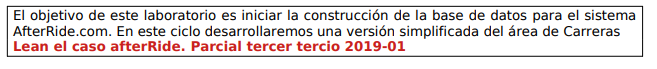 El objetivo de este laboratorio es iniciar la construcción de la base de datos para el sistema
AfterRide.com. En este ciclo desarrollaremos una versión simplificada del área de Carreras
Lean el caso afterRide. Parcial tercer tercio 2019-01